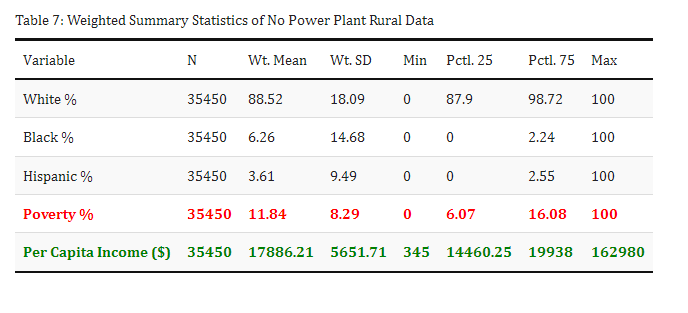 Table 7: Weighted Summary Statistics of No Power Plant Rural Data
Variable N Wt. Mean Wt. SD Min Pctl. 25 Pctl. 75 Max
White % 35450 88.52 18.09 0 87.9 98.72 100
Black % 35450 6.26 14.68 0 0 2.24 100
Hispanic % 35450 3.61 9.49 0 0 2.55 100
Poverty % 35450 11.84 8.29 0 6.07 16.08 100
Per Capita Income ($) 35450 17886.21 5651.71 345 14460.25 19938 162980